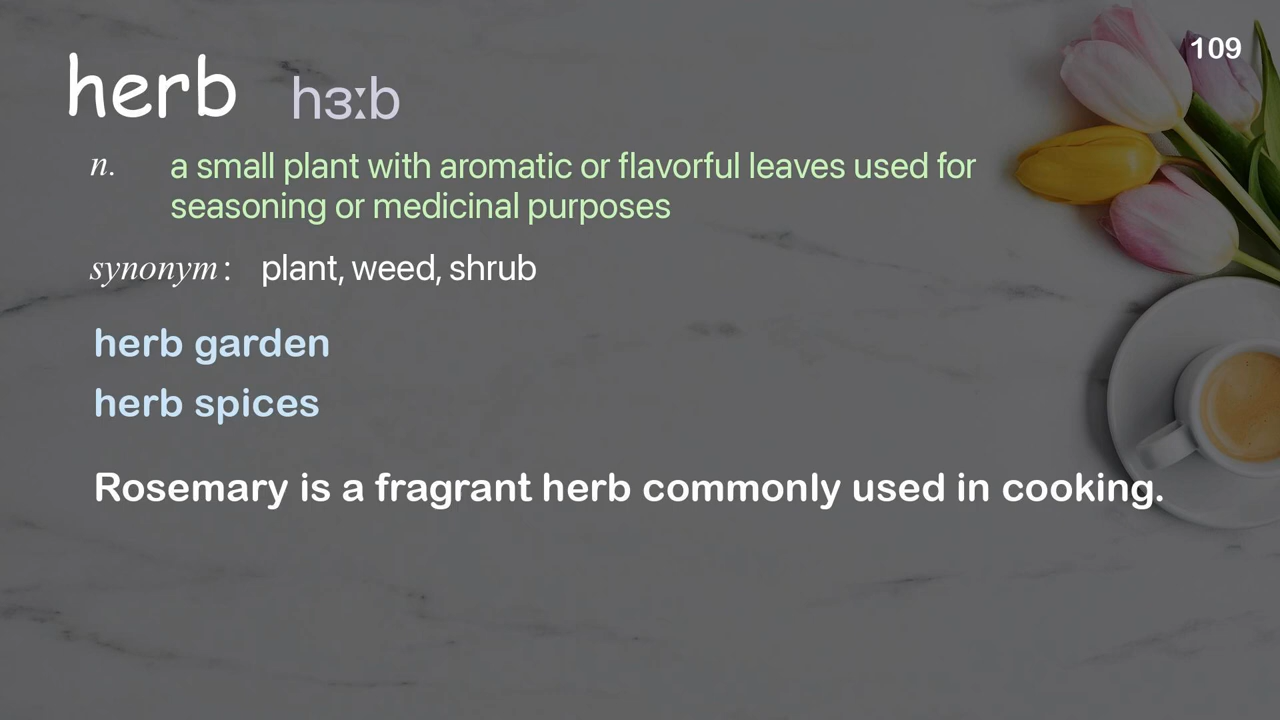 109
herb hɜːb
n. a small plant with aromatic or flavorful leaves used for
seasoning or medicinal purposes
synonym: plant, weed, shrub
herb garden
herb spices
Rosemary is a fragrant herb commonly used in cooking.